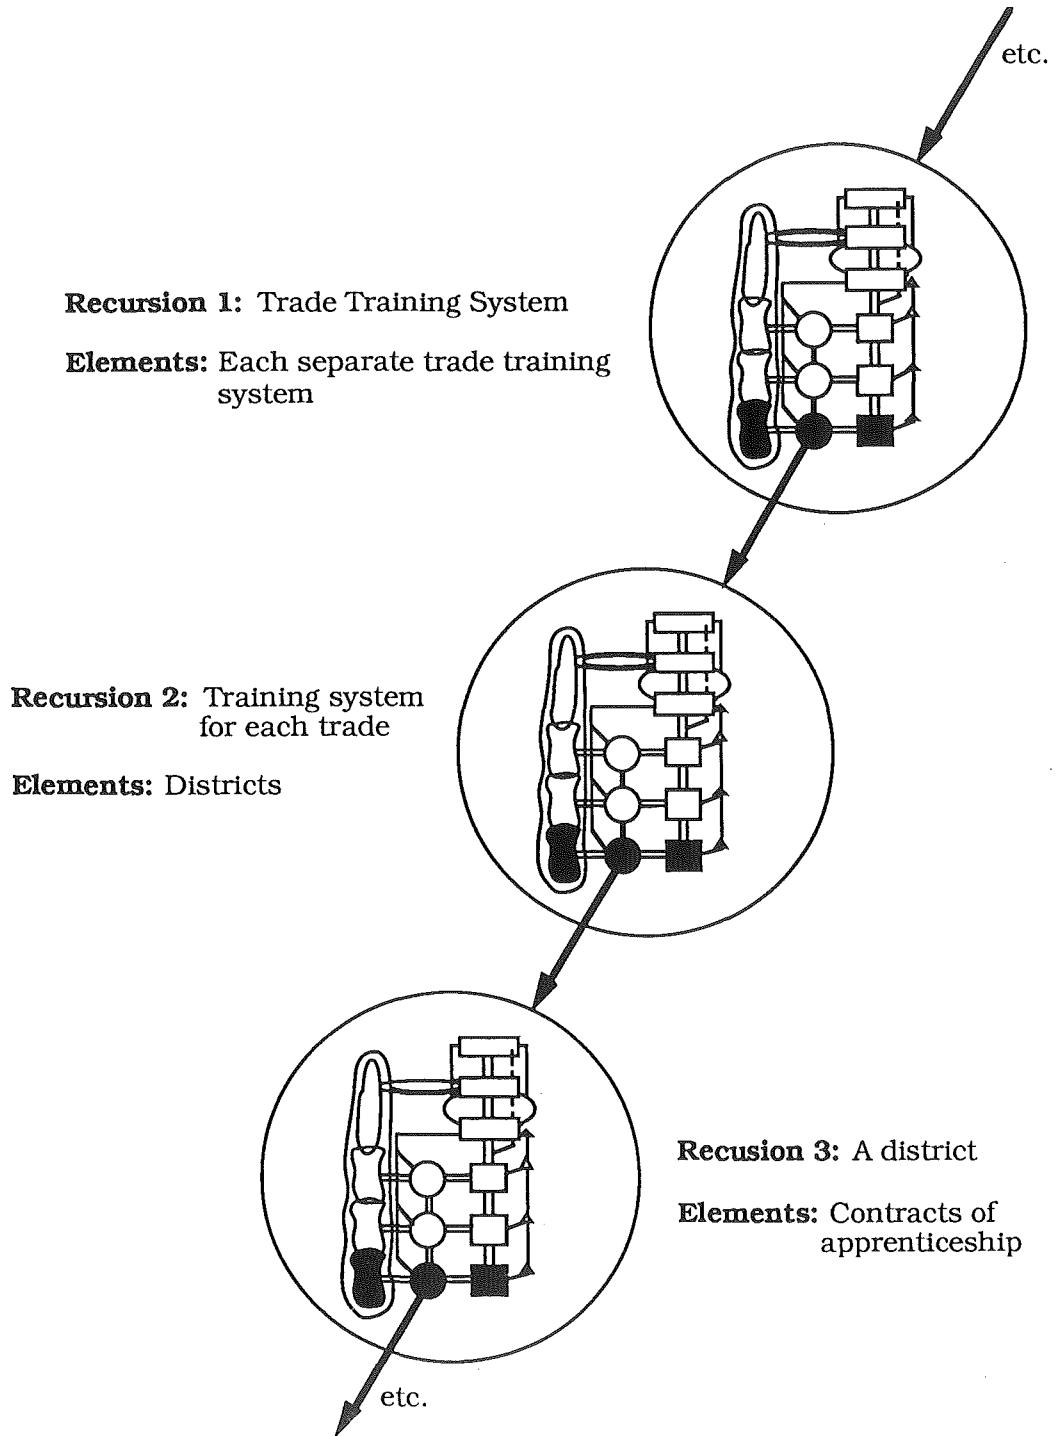 etc.
Recursion 1: Trade Training System
Elements: Each separate trade training
system
Recursion 2: Training system
for each trade
Elements: Districts
Recusion 3: A district
Elements: Contracts of
apprenticeship
etc.